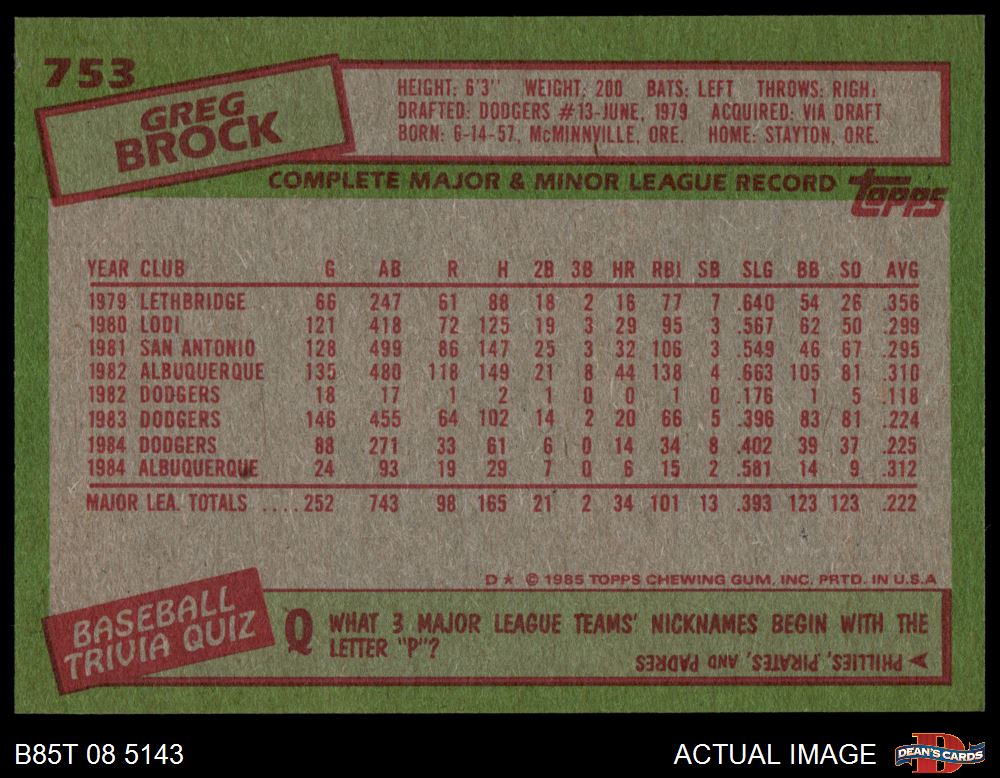 753
GREG
BROCK
HEIGHT: 6'3" WEIGHT: 200 BATS: LEFT THROWS: RIGH
DRAFTED: DODGERS #13-JUNE, 1979 ACQUIRED: VIA DRAFT
BORN: 6-14-57, McMINNVILLE, ORE. HOME: STAYTON, ORE.
COMPLETE MAJOR & MINOR LEAGUE RECORD
topps
YEAR CLUB G AB R H 2B 3B HR RBI SB SLG BB SO AVG
1979 LETHBRIDGE 66 247 61 88 18 2 16 77 7 .640 54 26 .356
1980 LODI 121 418 72 125 19 3 29 95 3 .567 62 50 .299
1981 SAN ANTONIO 128 499 86 147 25 3 32 106 3 .549 46 67 .295
1982 ALBUQUERQUE 135 480 118 149 21 8 44 138 4 .663 105 81 .310
1982 DODGERS 18 17 1 2 1 0 0 1 0 .176 1 5 .118
1983 DODGERS 146 455 64 102 14 2 20 66 5 .396 83 81 .224
1984 DODGERS 88 271 33 61 6 0 14 34 8 .402 39 37 .225
1984 ALBUQUERQUE 24 93 19 29 7 0 6 15 2 .581 14 9 .312
MAJOR LEA. TOTALS ....252 743 98 165 21 2 34 101 13 .393 123 123 .222
D* © 1985 TOPPS CHEWING GUM, INC. PRTD. IN U.S.A
BASEBALL
TRIVIA QUIZ
Q WHAT 3 MAJOR LEAGUE TEAMS' NICKNAMES BEGIN WITH THE
LETTER "P"?
PHILLIES, PIRATES, AND PADRES
B85T 08 5143
ACTUAL IMAGE
D
DEAN'S CARDS